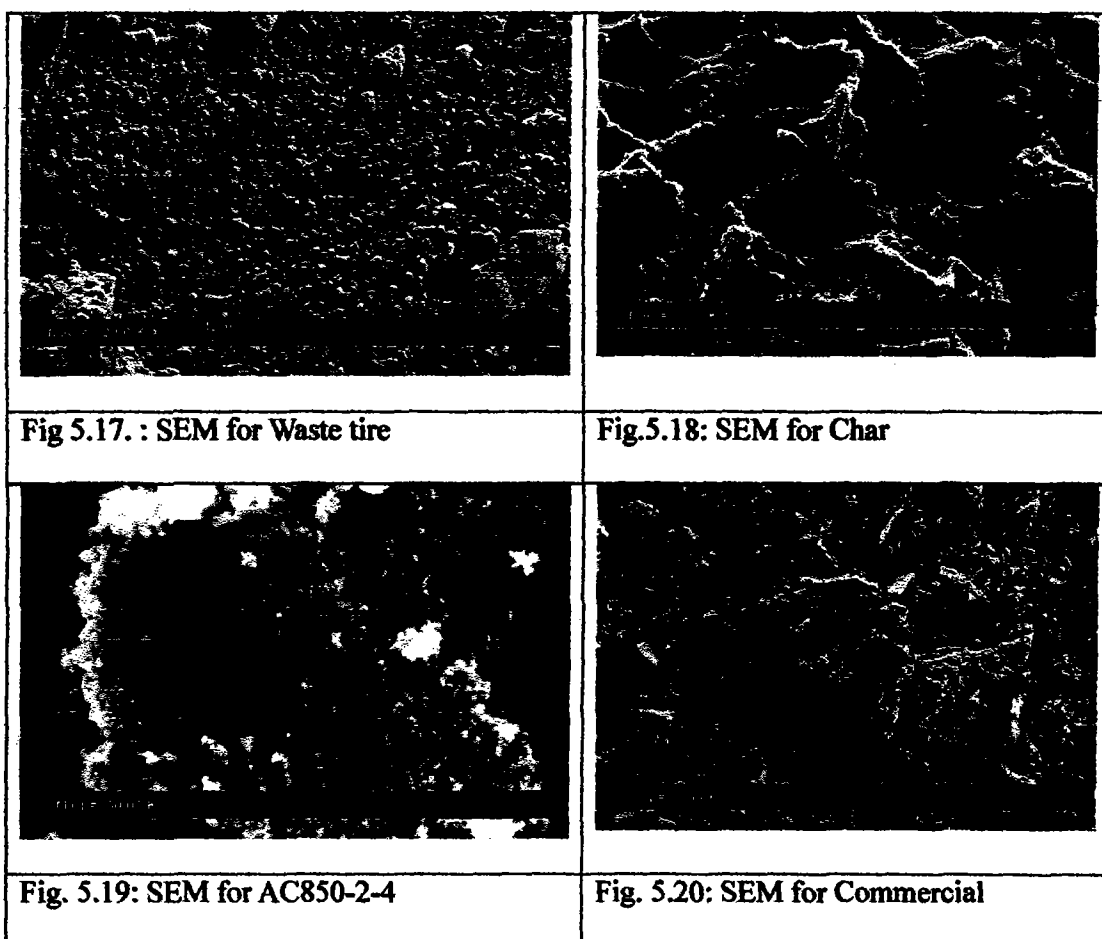 Fig 5.17. : SEM for Waste tire
Fig.5.18: SEM for Char
Fig. 5.19: SEM for AC850-2-4
Fig. 5.20: SEM for Commercial